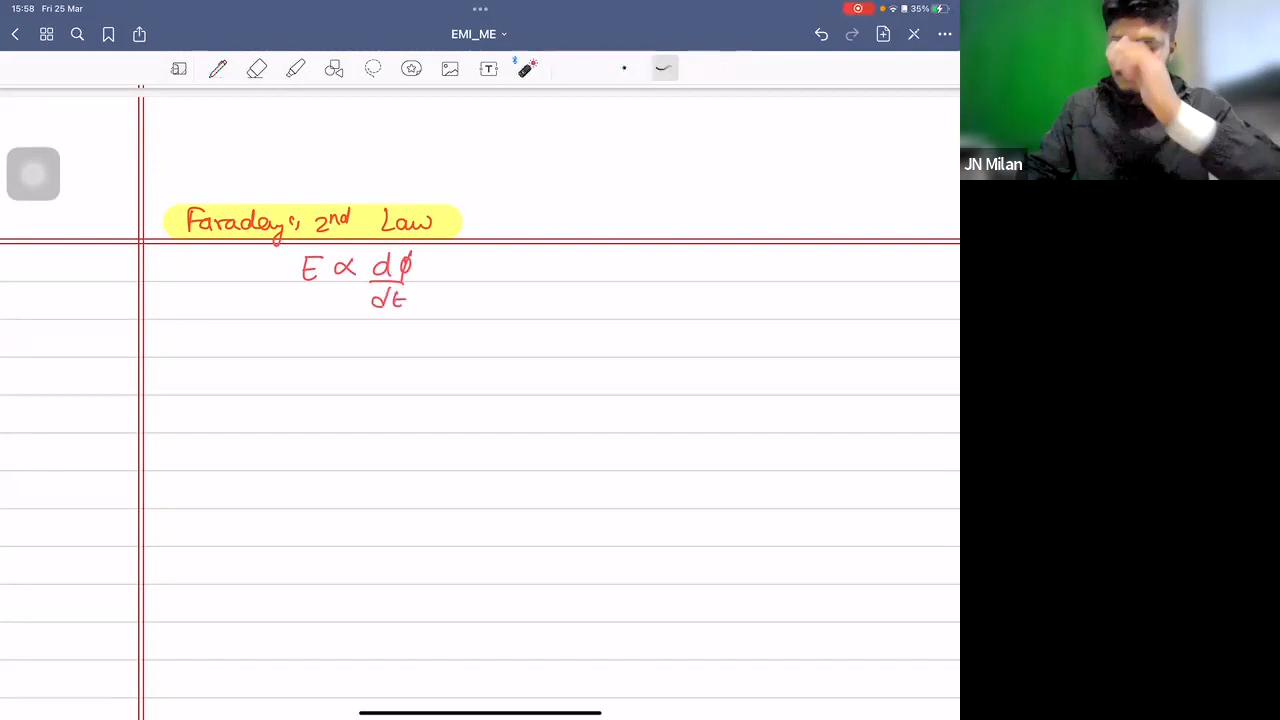 15:58 Fri 25 Mar
35%
EMI_ME
T
JN Milan
Faraday's 2nd Law
E ∝ dφ
dt